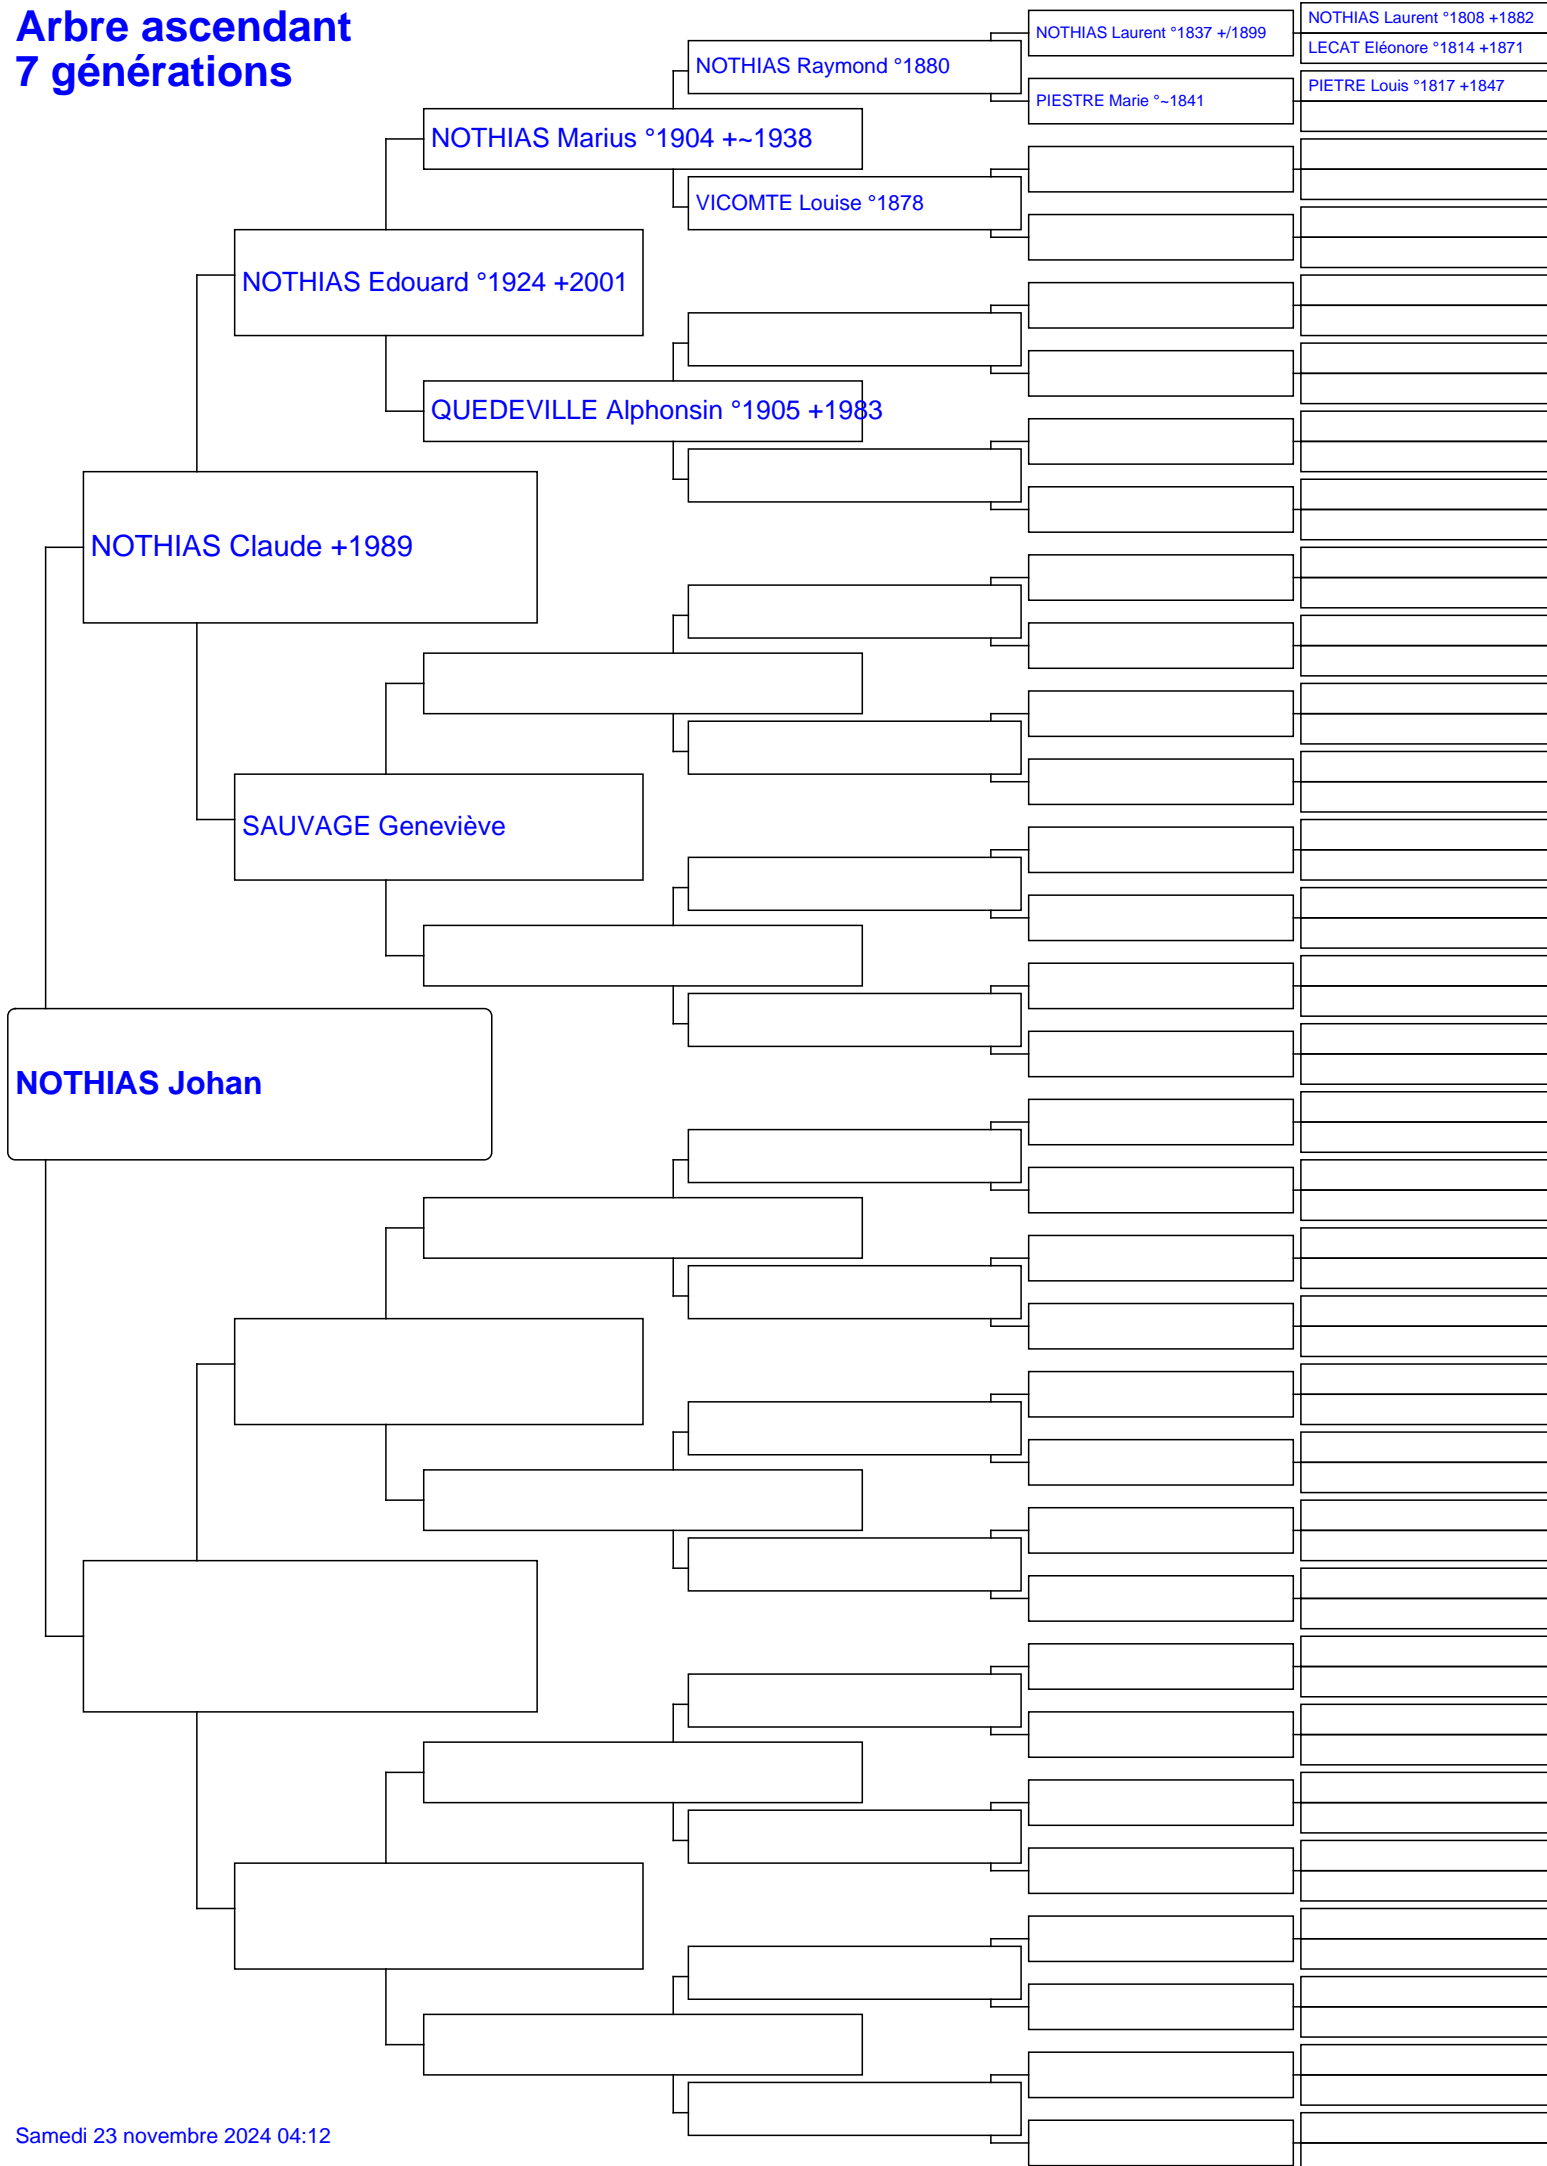 Arbre ascendant
7 générations
NOTHIAS Laurent °1808 +1882
NOTHIAS Laurent °1837 +/1899
LECAT Eléonore °1814 +1871
NOTHIAS Raymond °1880
PIETRE Louis °1817 +1847
PIESTRE Marie °~1841
NOTHIAS Marius °1904 +~1938
VICOMTE Louise °1878
NOTHIAS Edouard °1924 +2001
QUEDEVILLE Alphonsin °1905 +1983
NOTHIAS Claude +1989
SAUVAGE Geneviève
NOTHIAS Johan
Samedi 23 novembre 2024 04:12